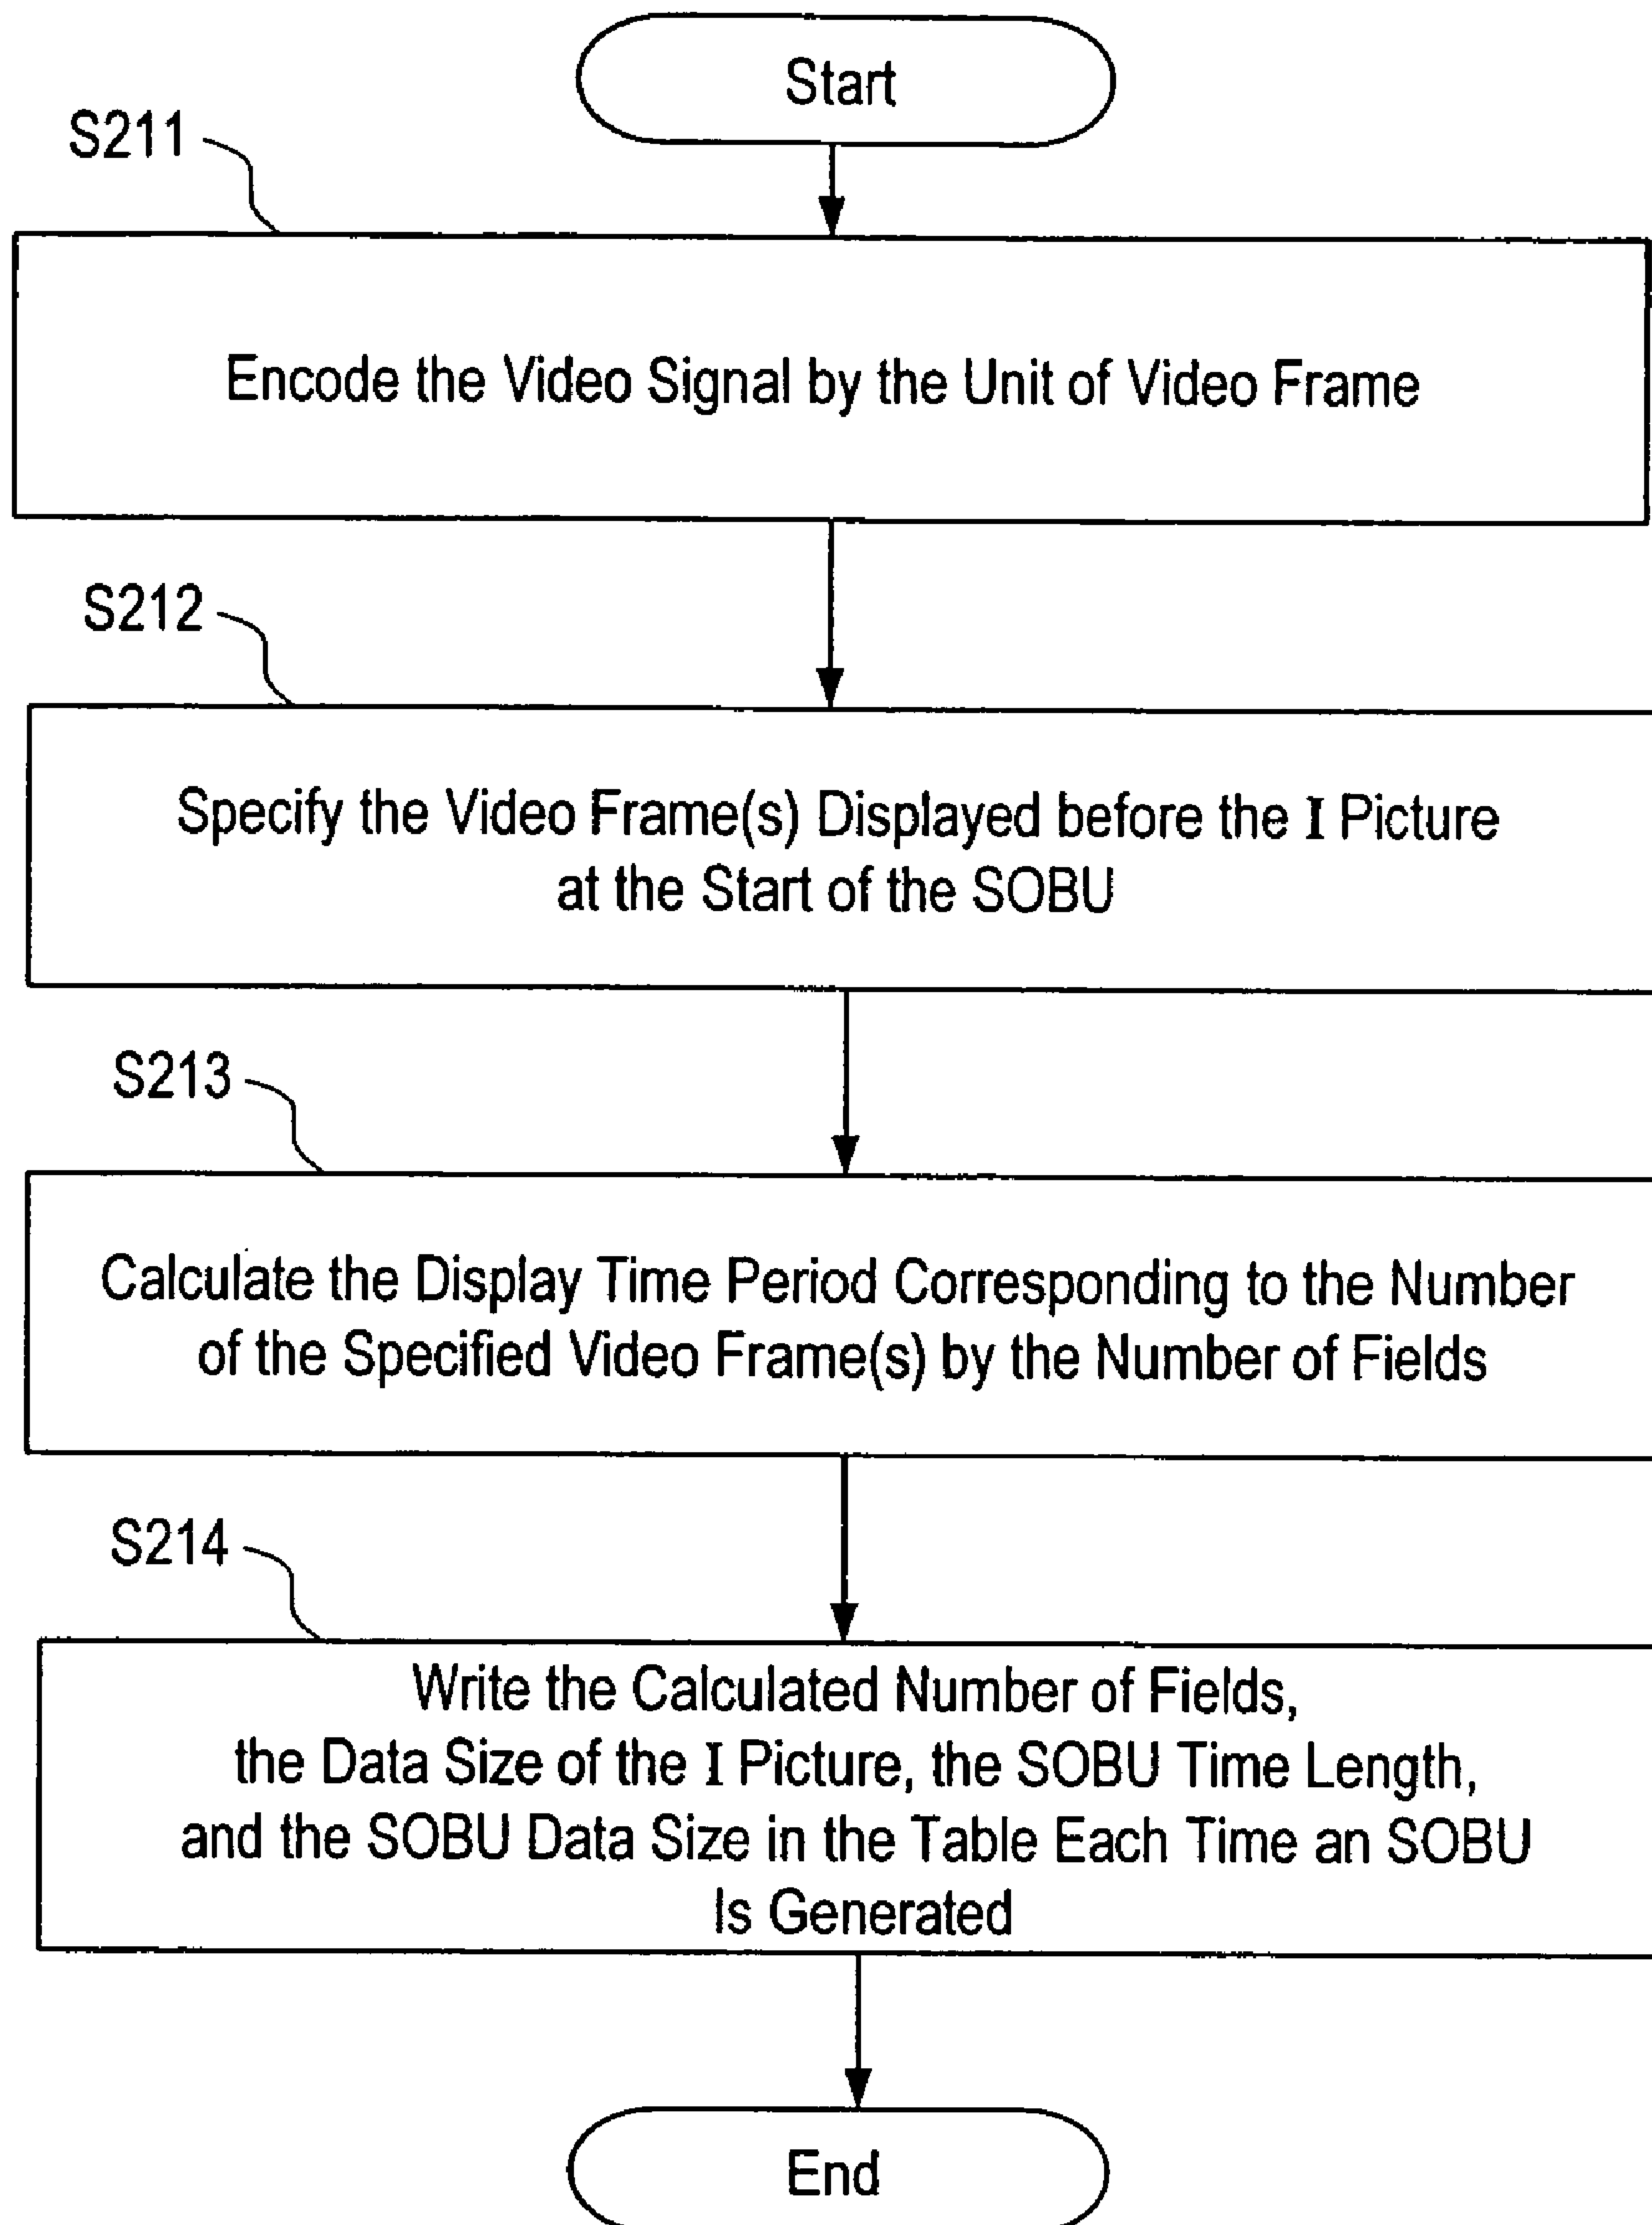 Start
S211
Encode the Video Signal by the Unit of Video Frame
S212
Specify the Video Frame(s) Displayed before the I Picture
at the Start of the SOBU
S213
Calculate the Display Time Period Corresponding to the Number
of the Specified Video Frame(s) by the Number of Fields
S214
Write the Calculated Number of Fields,
the Data Size of the I Picture, the SOBU Time Length,
and the SOBU Data Size in the Table Each Time an SOBU
Is Generated
End